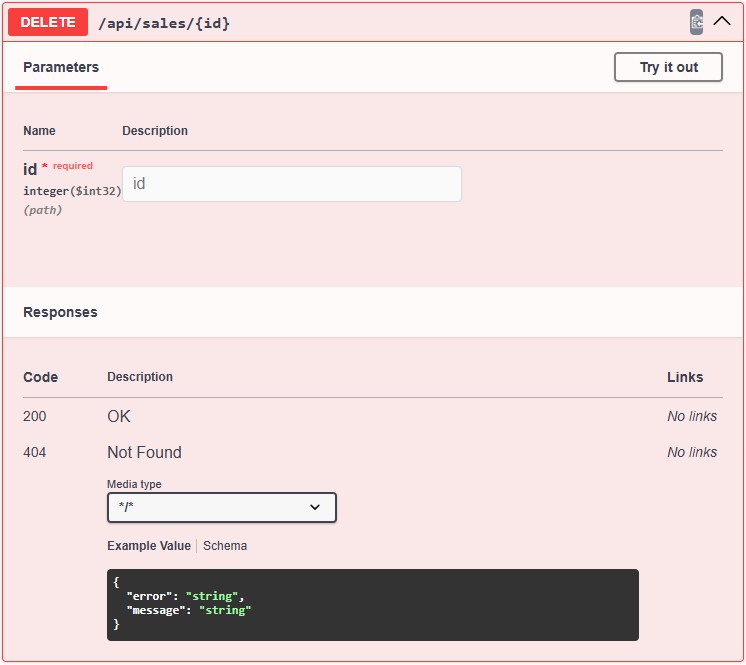 DELETE /api/sales/{id}
Parameters
Try it out
Name Description
id * required
integer($int32)
(path)
id
Responses
Code Description Links
200 OK No links
404 Not Found No links
Media type
*/*
Example Value Schema
{
"error": "string",
"message": "string"
}